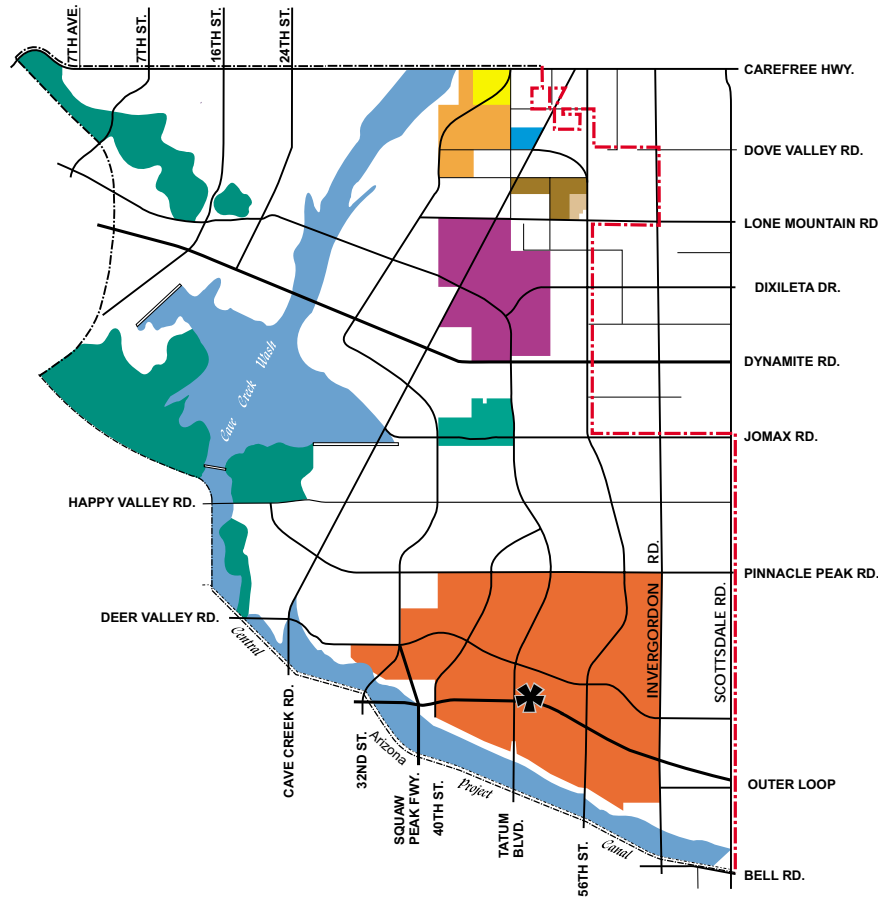 7TH AVE.
7TH ST.
16TH ST.
24TH ST.
CAREFREE HWY.
DOVE VALLEY RD.
LONE MOUNTAIN RD
DIXILETA DR.
DYNAMITE RD.
Cave Creek Wash
JOMAX RD.
HAPPY VALLEY RD.
PINNACLE PEAK RD.
INVERGORDON RD.
SCOTTSDALE RD.
DEER VALLEY RD.
Central
Arizona
Project
Canal
CAVE CREEK RD.
32ND ST.
SQUAW
PEAK FWY.
40TH ST.
TATUM
BLVD.
56TH ST.
OUTER LOOP
BELL RD.